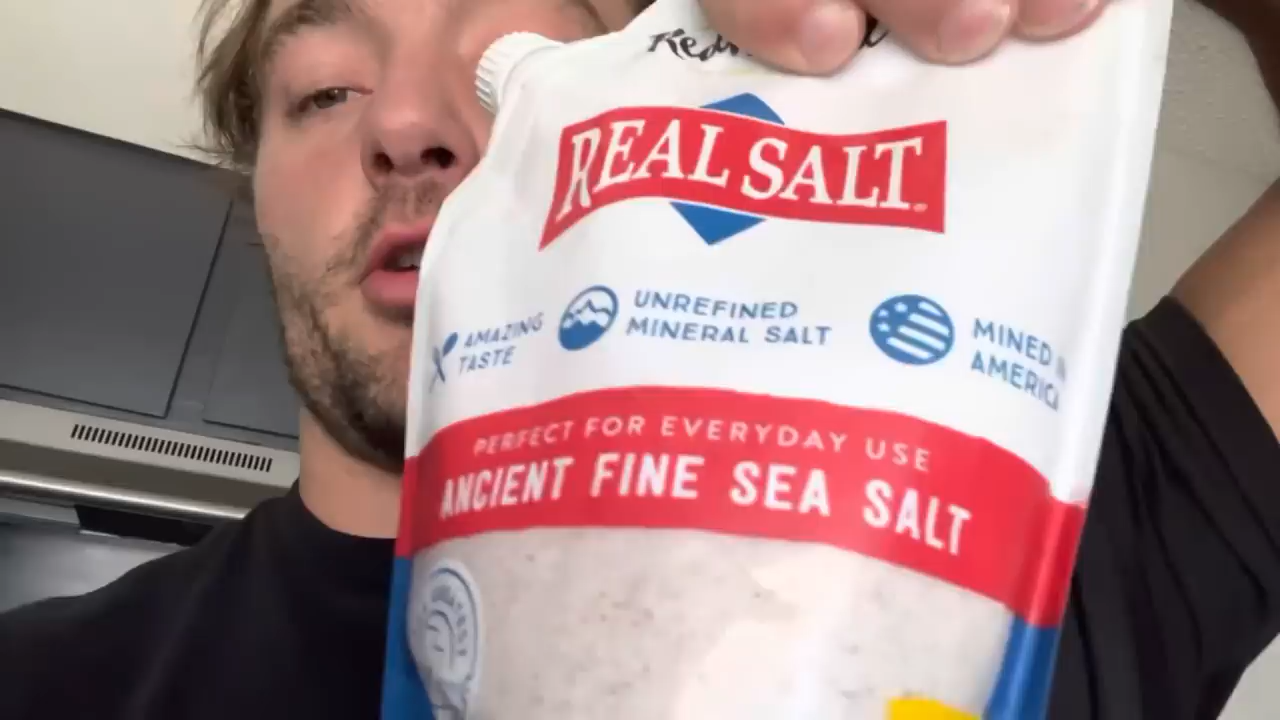 REAL SALT
AMAZING
TASTE
UNREFINED
MINERAL SALT
MINED
AMERICA
PERFECT FOR EVERYDAY USE
ANCIENT FINE SEA SALT